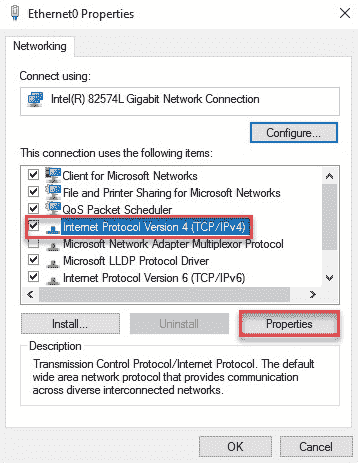 Ethernet0 Properties
Networking
Connect using:
Intel(R) 82574L Gigabit Network Connection
Configure...
This connection uses the following items:
Client for Microsoft Networks
File and Printer Sharing for Microsoft Networks
QoS Packet Scheduler
Internet Protocol Version 4 (TCP/IPv4)
Microsoft Network Adapter Multiplexor Protocol
Microsoft LLDP Protocol Driver
Internet Protocol Version 6 (TCP/IPv6)
Install... Uninstall Properties
Description
Transmission Control Protocol/Internet Protocol. The default
wide area network protocol that provides communication
across diverse interconnected networks.
OK Cancel